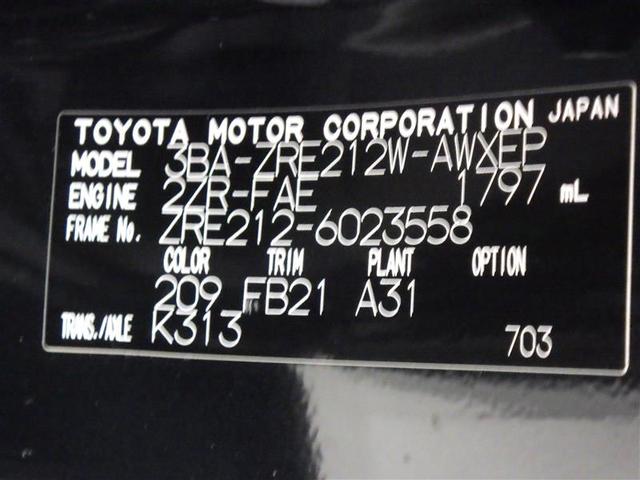 TOYOTA MOTOR CORPORATION JAPAN
MODEL 3BA-ZRE212W-AWXEP
ENGINE 2ZR-FAE 1797 mL
FRAME No. ZRE212-6023558
COLOR TRIM PLANT OPTION
209 FB21 A31
TRANS./AXLE K313
703